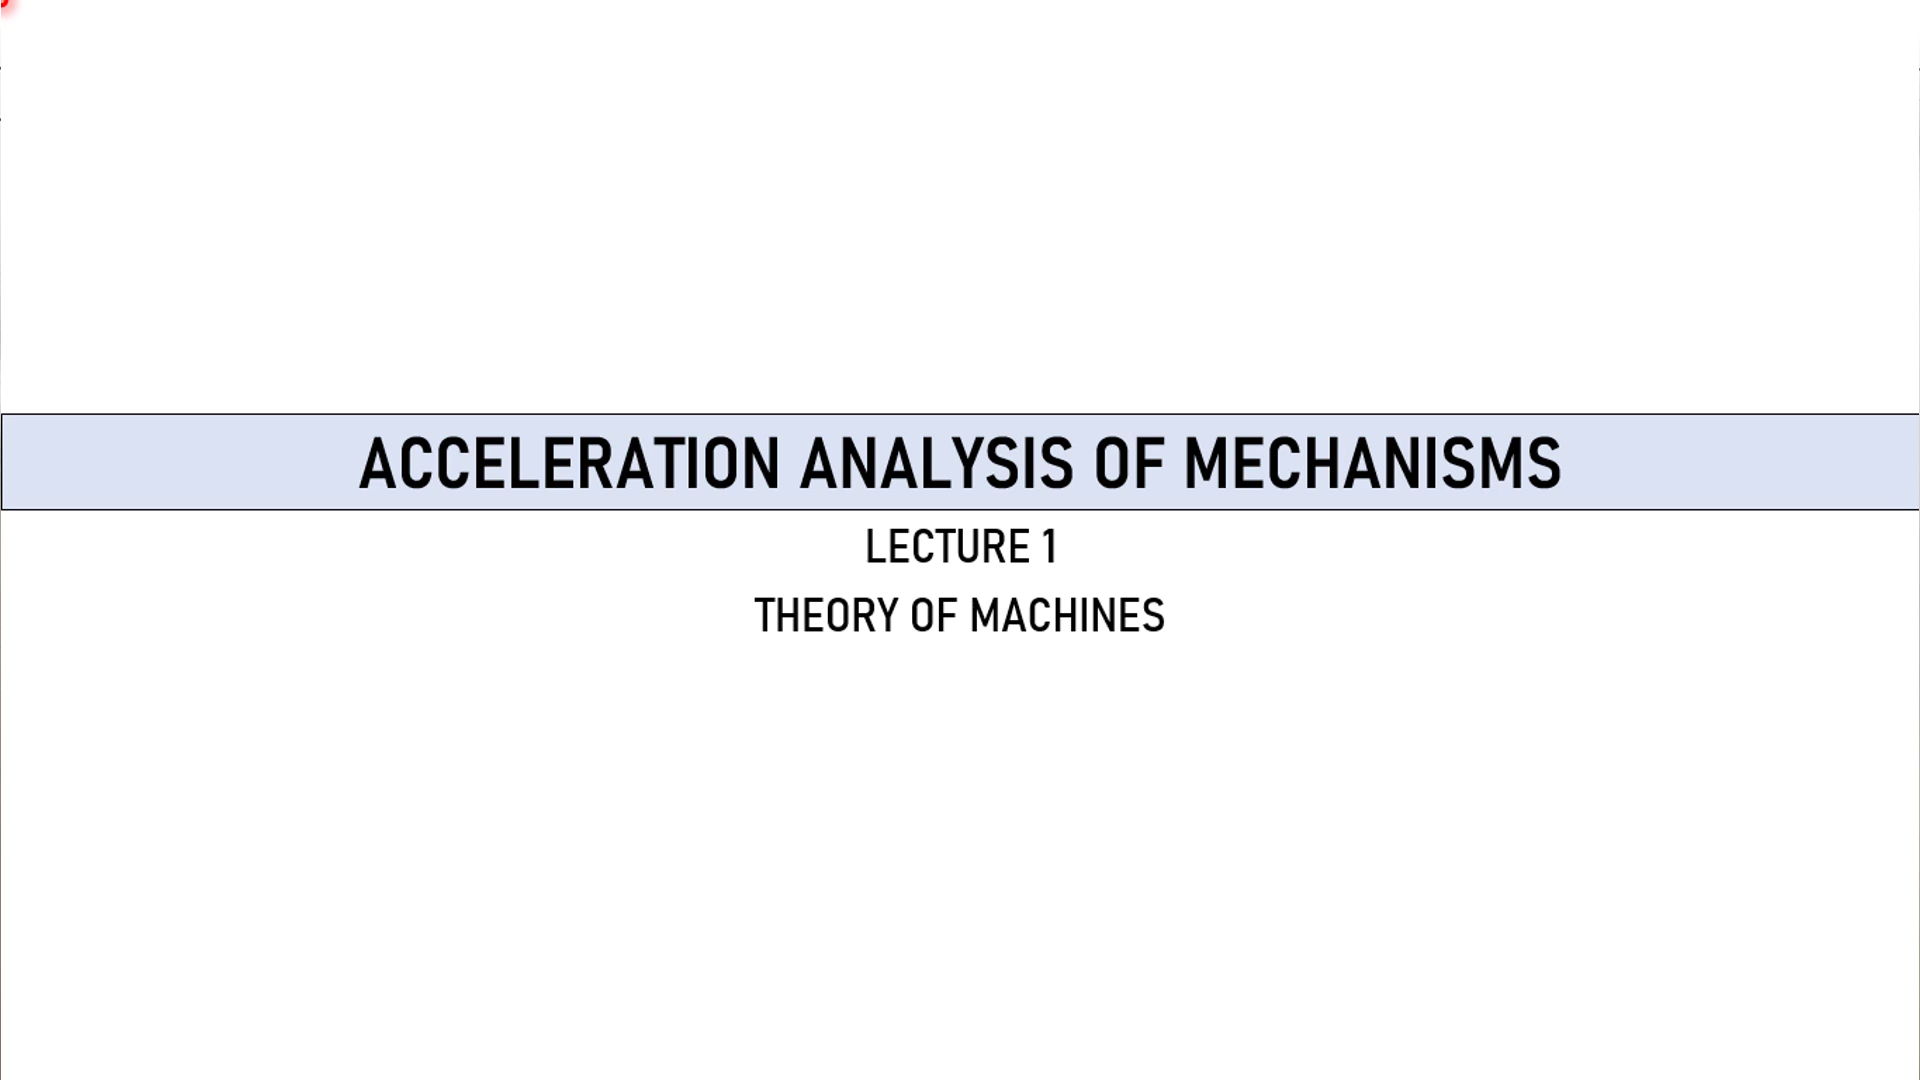 ACCELERATION ANALYSIS OF MECHANISMS
LECTURE 1
THEORY OF MACHINES